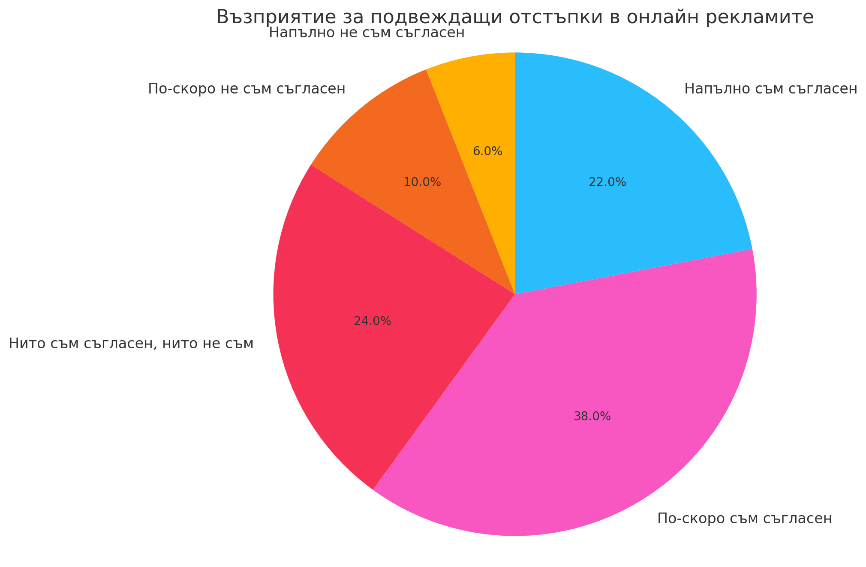 Възприятие за подвеждащи отстъпки в онлайн рекламите
Напълно не съм съгласен
По-скоро не съм съгласен
Напълно съм съгласен
6.0%
10.0%
22.0%
24.0%
Нито съм съгласен, нито не съм
38.0%
По-скоро съм съгласен